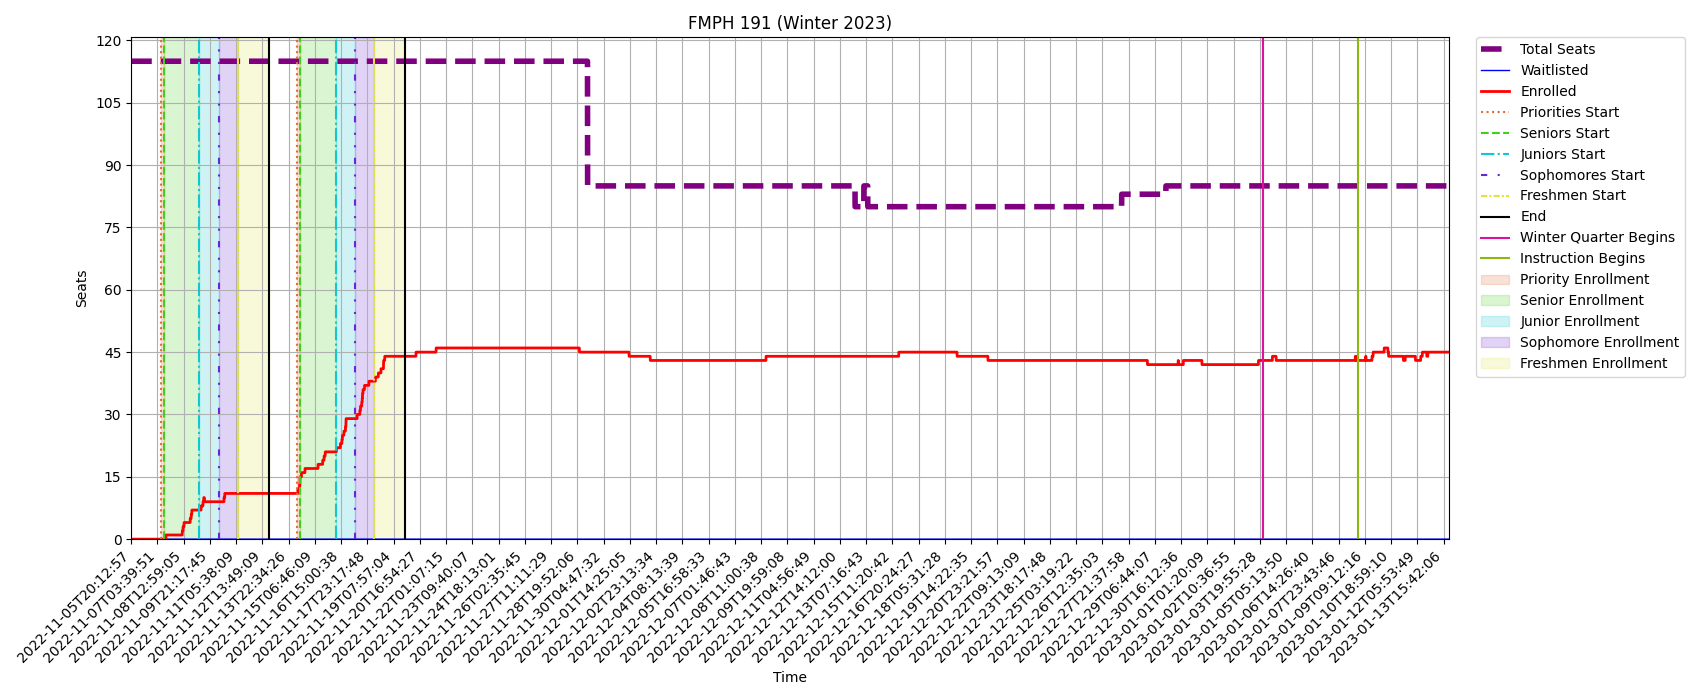 FMPH 191 (Winter 2023)
120
105
90
75
60
45
30
15
0
Seats
2022-11-05T20:12:57
2022-11-07T03:39:51
2022-11-08T12:59:05
2022-11-09T21:17:45
2022-11-11T05:38:09
2022-11-12T13:49:09
2022-11-13T22:34:26
2022-11-15T06:46:09
2022-11-16T15:00:38
2022-11-17T23:17:48
2022-11-19T07:57:04
2022-11-20T16:54:27
2022-11-22T01:07:15
2022-11-23T09:40:07
2022-11-24T18:13:01
2022-11-26T02:35:45
2022-11-27T11:11:29
2022-11-28T19:52:06
2022-11-30T04:47:32
2022-12-01T14:25:05
2022-12-02T23:13:34
2022-12-04T08:13:39
2022-12-05T16:58:33
2022-12-07T01:46:43
2022-12-08T11:00:38
2022-12-09T19:59:08
2022-12-11T04:56:49
2022-12-12T14:12:00
2022-12-13T07:16:43
2022-12-15T11:20:42
2022-12-16T20:24:27
2022-12-18T05:31:28
2022-12-19T14:22:35
2022-12-20T23:21:57
2022-12-22T09:13:09
2022-12-23T18:17:48
2022-12-25T03:19:22
2022-12-26T12:35:03
2022-12-27T21:37:58
2022-12-29T06:44:07
2022-12-30T16:12:36
2023-01-01T01:20:09
2023-01-02T10:36:55
2023-01-03T19:55:28
2023-01-05T05:13:50
2023-01-06T14:26:40
2023-01-07T23:43:46
2023-01-09T09:12:16
2023-01-10T18:59:10
2023-01-12T05:53:49
2023-01-13T15:42:06
Time
Total Seats
Waitlisted
Enrolled
Priorities Start
Seniors Start
Juniors Start
Sophomores Start
Freshmen Start
End
Winter Quarter Begins
Instruction Begins
Priority Enrollment
Senior Enrollment
Junior Enrollment
Sophomore Enrollment
Freshmen Enrollment